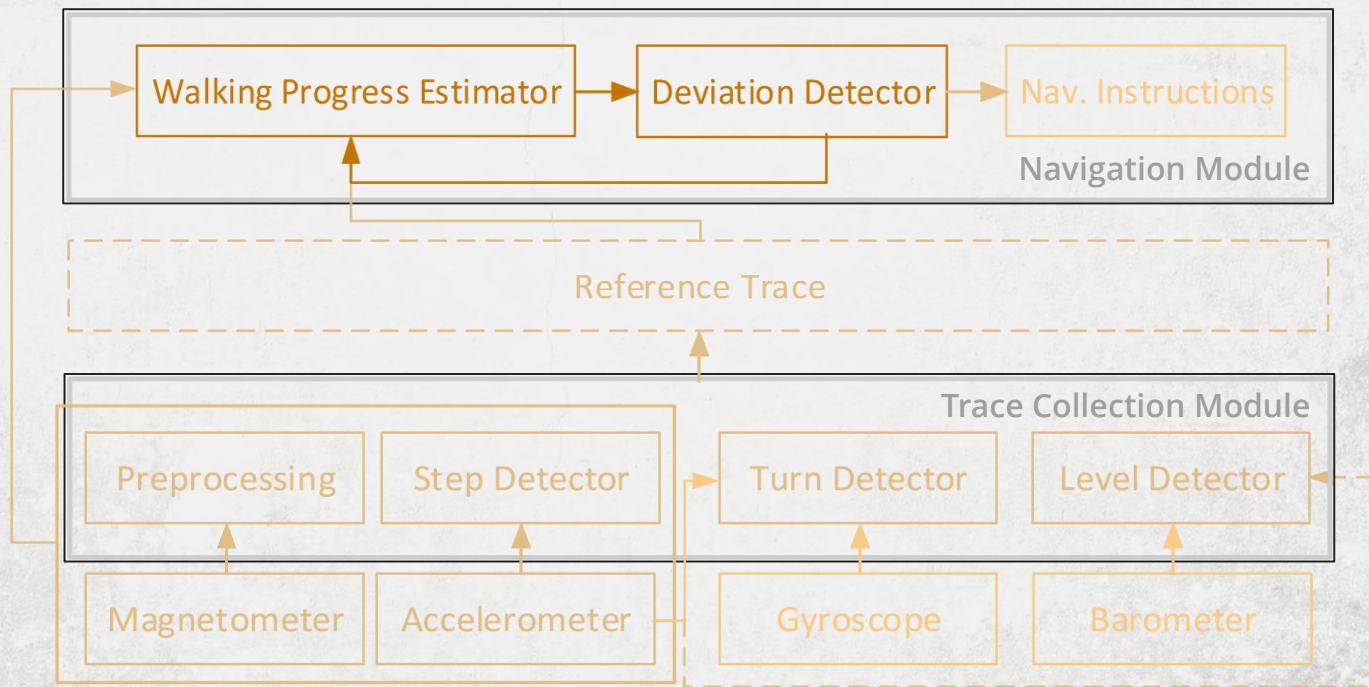 Walking Progress Estimator
Deviation Detector
Nav. Instructions
Navigation Module
Reference Trace
Trace Collection Module
Preprocessing
Step Detector
Turn Detector
Level Detector
Magnetometer
Accelerometer
Gyroscope
Barometer